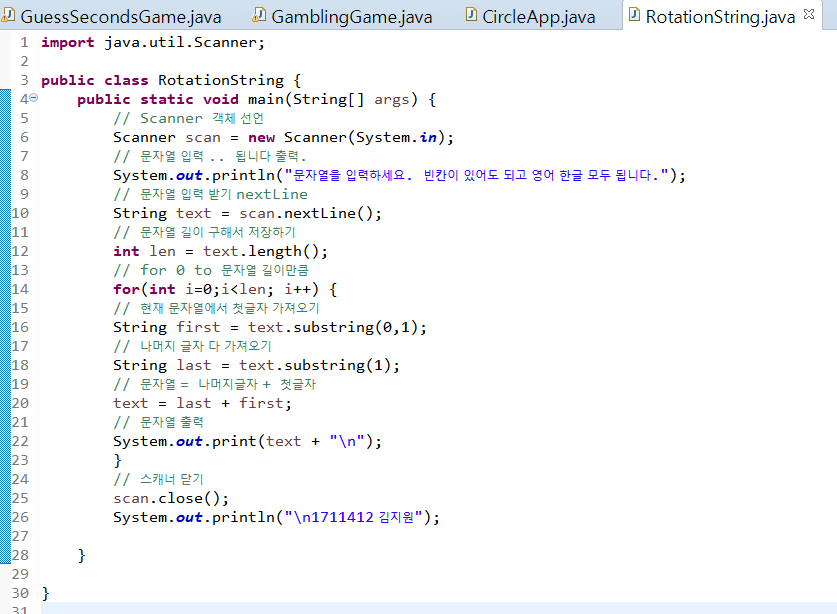 GuessSecondsGame.java GamblingGame.java CircleApp.java RotationString.java
1 import java.util.Scanner;
2
3 public class RotationString {
4 public static void main(String[] args) {
5 // Scanner 객체 선언
6 Scanner scan = new Scanner(System.in);
7 // 문자열 입력 .. 됩니다 출력.
8 System.out.println("문자열을 입력하세요. 빈칸이 있어도 되고 영어 한글 모두 됩니다.");
9 // 문자열 입력 받기 nextLine
10 String text = scan.nextLine();
11 // 문자열 길이 구해서 저장하기
12 int len = text.length();
13 // for 0 to 문자열 길이만큼
14 for(int i=0;i<len; i++) {
15 // 현재 문자열에서 첫글자 가져오기
16 String first = text.substring(0,1);
17 // 나머지 글자 다 가져오기
18 String last = text.substring(1);
19 // 문자열 = 나머지글자 + 첫글자
20 text = last + first;
21 // 문자열 출력
22 System.out.print(text + "\n");
23 }
24 // 스캐너 닫기
25 scan.close();
26 System.out.println("\n1711412 김지원");
27
28 }
29
30 }
31